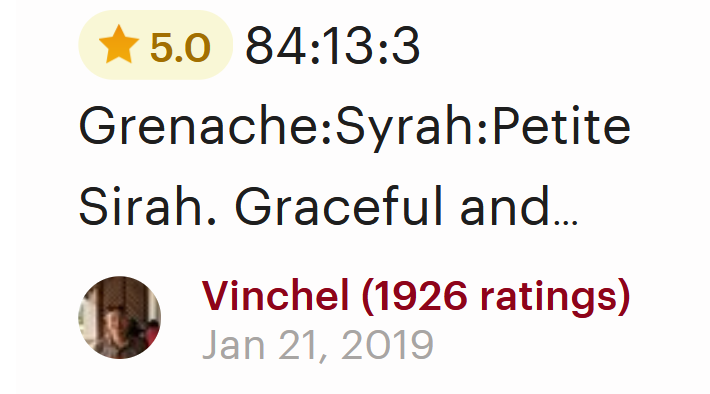 5.0 84:13:3
Grenache:Syrah:Petite
Sirah. Graceful and...
Vinchel (1926 ratings)
Jan 21, 2019